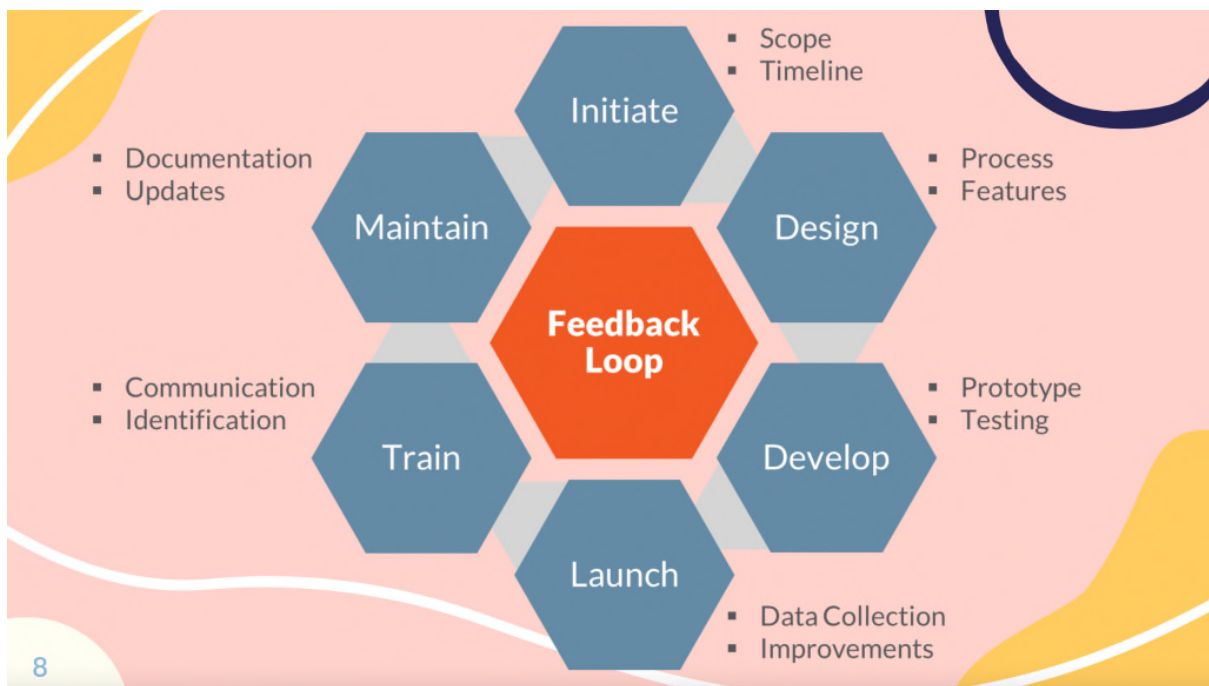 Initiate
▪ Scope
▪ Timeline
Design
▪ Process
▪ Features
Develop
▪ Prototype
▪ Testing
Launch
▪ Data Collection
▪ Improvements
Train
▪ Communication
▪ Identification
Maintain
▪ Documentation
▪ Updates
Feedback
Loop
8